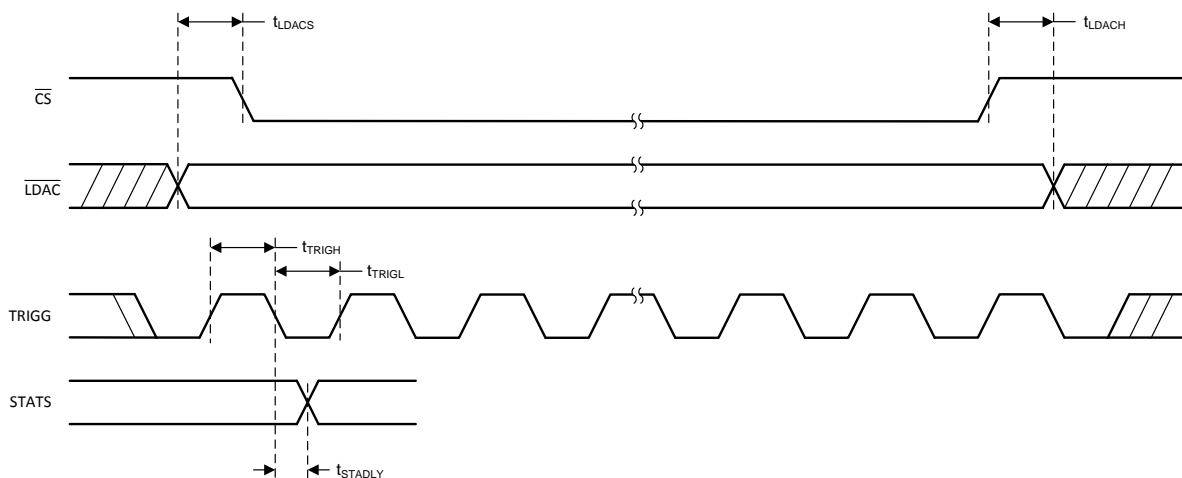 tLDACS
tLDACH
CS
LDAC
tTRIGH
tTRIGL
TRIGG
STATS
tSTADLY